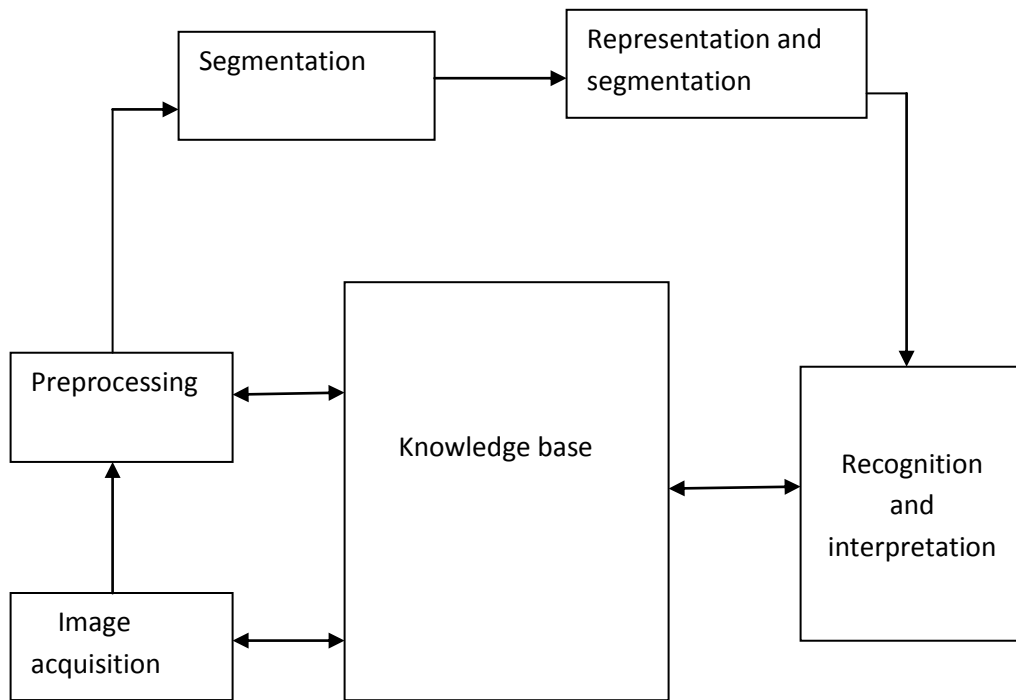 Segmentation
Representation and
segmentation
Preprocessing
Knowledge base
Recognition
and
interpretation
Image
acquisition